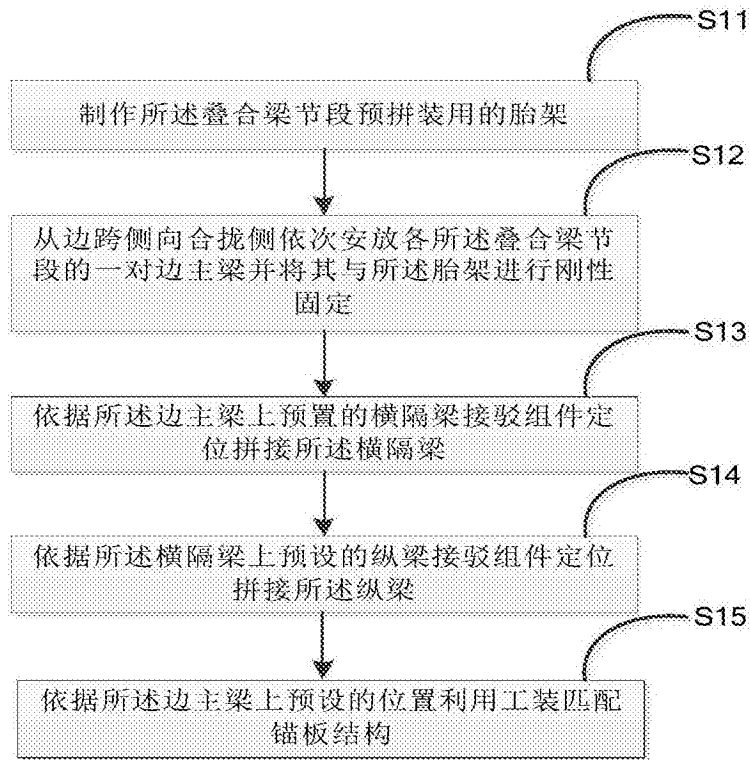 S11
制作所述叠合梁节段预拼装用的胎架
S12
从边跨侧向合拢侧依次安放各所述叠合梁节
段的一对边主梁并将其与所述胎架进行刚性
固定
S13
依据所述边主梁上预置的横隔梁接驳组件定
位拼接所述横隔梁
S14
依据所述横隔梁上预设的纵梁接驳组件定位
拼接所述纵梁
S15
依据所述边主梁上预设的位置利用工装匹配
锚板结构